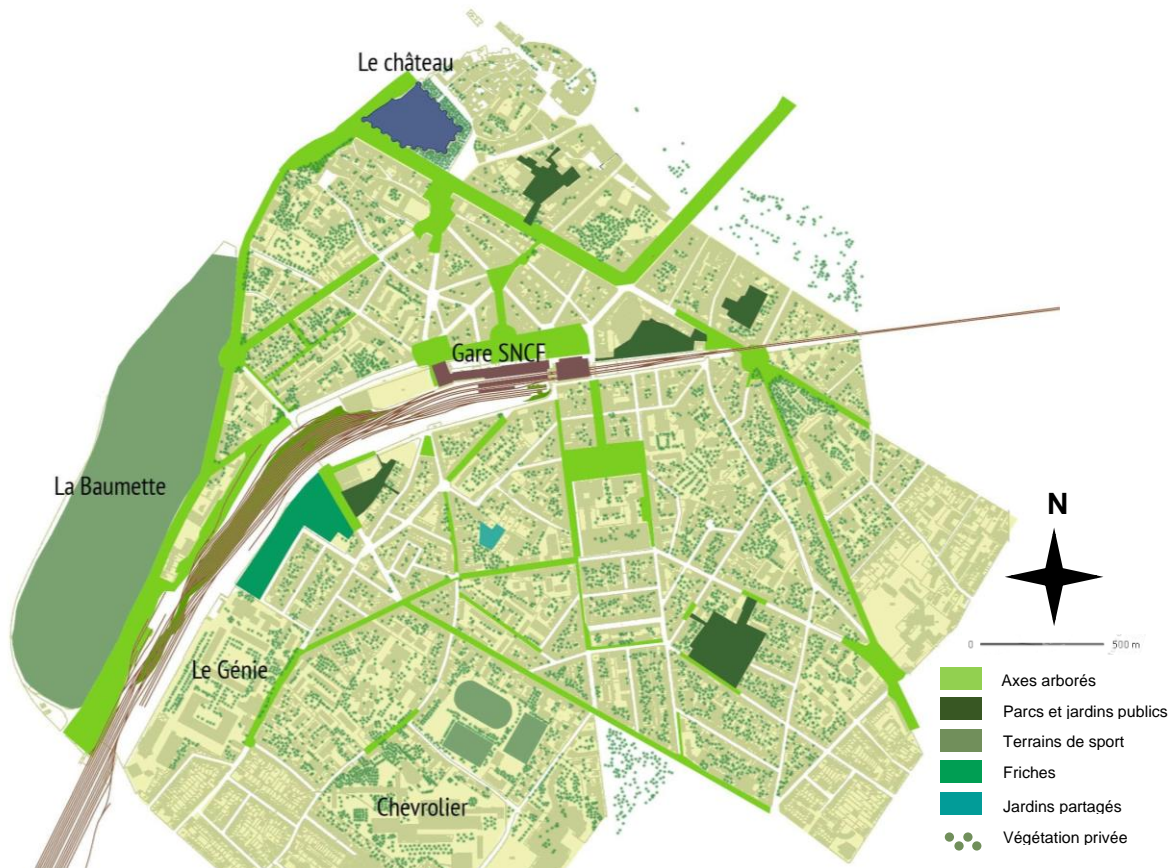 Le château
Gare SNCF
La Baumette
N
0 500 m
Le Génie
Axes arborés
Parcs et jardins publics
Terrains de sport
Friches
Jardins partagés
Végétation privée
Chevrolier